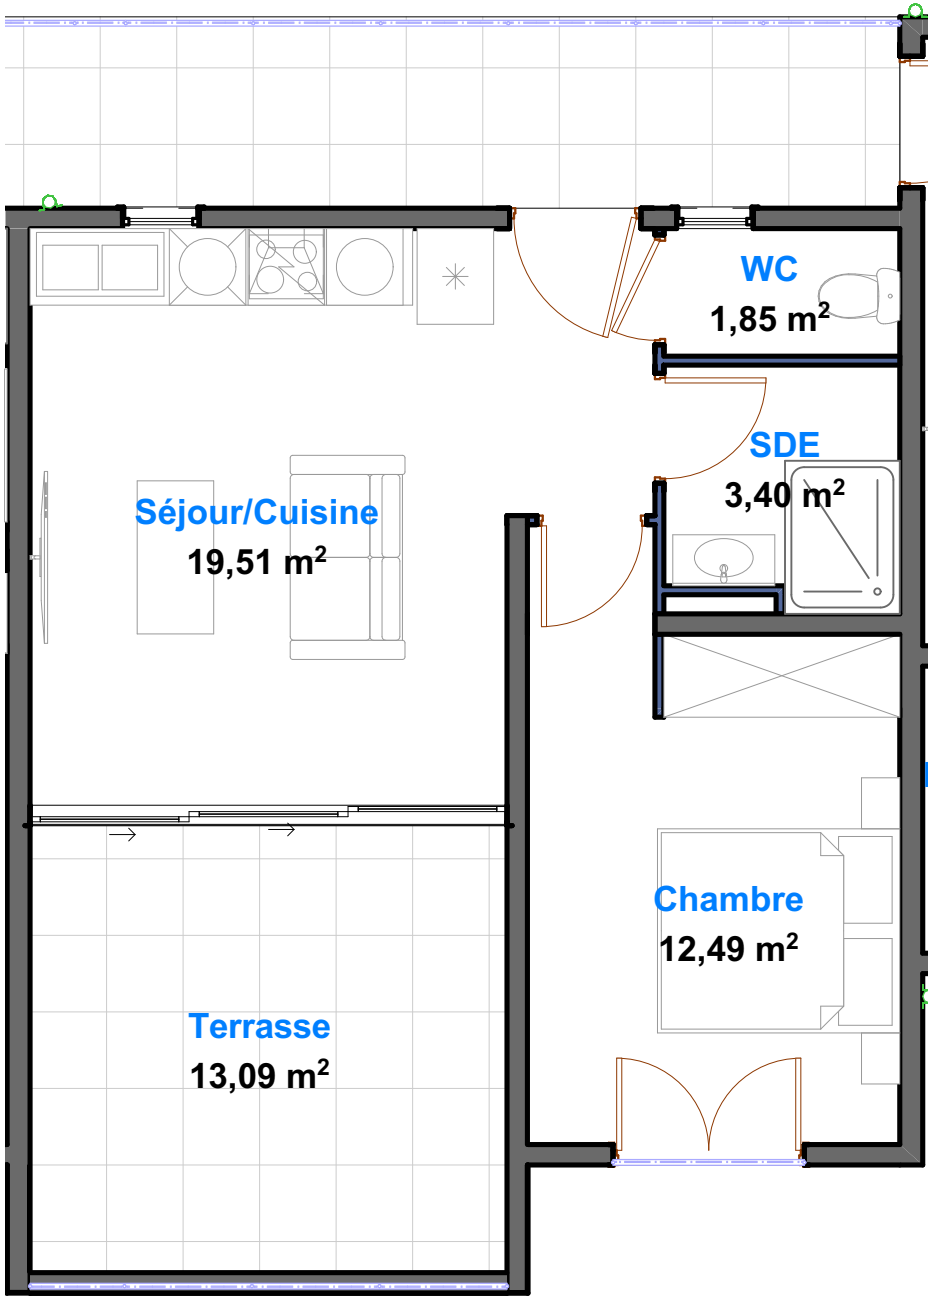 WC
1,85 m²
SDE
3,40 m²
Séjour/Cuisine
19,51 m²
Chambre
12,49 m²
Terrasse
13,09 m²